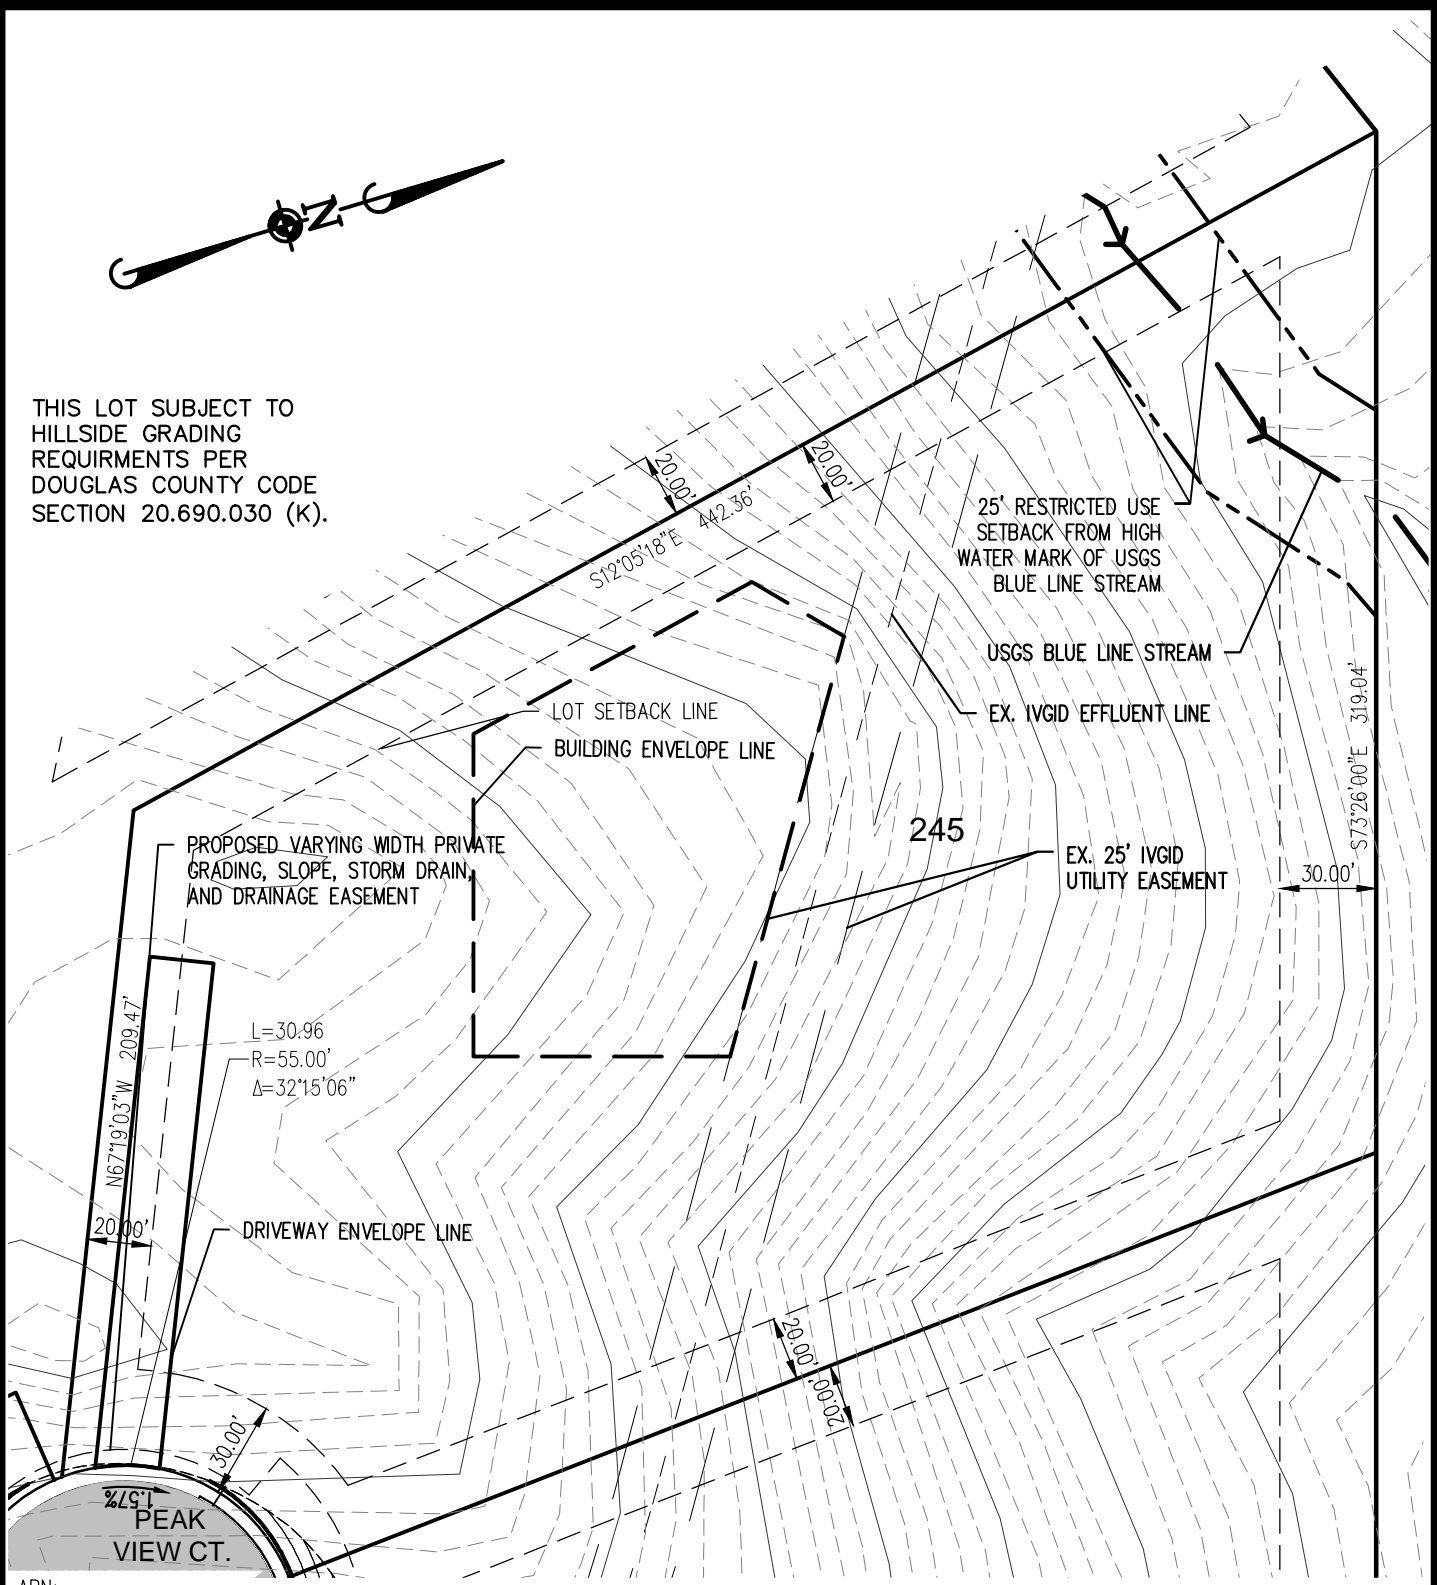 N
THIS LOT SUBJECT TO
HILLSIDE GRADING
REQUIRMENTS PER
DOUGLAS COUNTY CODE
SECTION 20.690.030 (K).
20.00'
20.00'
S12°05'18"E 442.36'
25' RESTRICTED USE
SETBACK FROM HIGH
WATER MARK OF USGS
BLUE LINE STREAM
USGS BLUE LINE STREAM
EX. IVGID EFFLUENT LINE
S73°26'00"E 319.04'
LOT SETBACK LINE
BUILDING ENVELOPE LINE
245
PROPOSED VARYING WIDTH PRIVATE
GRADING, SLOPE, STORM DRAIN,
AND DRAINAGE EASEMENT
EX. 25' IVGID
UTILITY EASEMENT
30.00'
N67°19'03"W 209.47'
L=30.96
R=55.00'
Δ=32°15'06"
20.00'
DRIVEWAY ENVELOPE LINE
20.00'
20.00'
30.00'
1.57%
PEAK
VIEW CT.
APN: